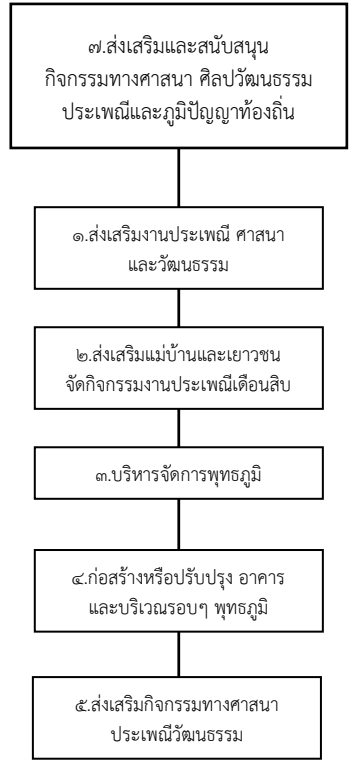 ๗.ส่งเสริมและสนับสนุน
กิจกรรมทางศาสนา ศิลปวัฒนธรรม
ประเพณีและภูมิปัญญาท้องถิ่น
๑.ส่งเสริมงานประเพณี ศาสนา
และวัฒนธรรม
๒.ส่งเสริมแม่บ้านและเยาวชน
จัดกิจกรรมงานประเพณีเดือนสิบ
๓.บริหารจัดการพุทธภูมิ
๔.ก่อสร้างหรือปรับปรุง อาคาร
และบริเวณรอบๆ พุทธภูมิ
๕.ส่งเสริมกิจกรรมทางศาสนา
ประเพณีวัฒนธรรม